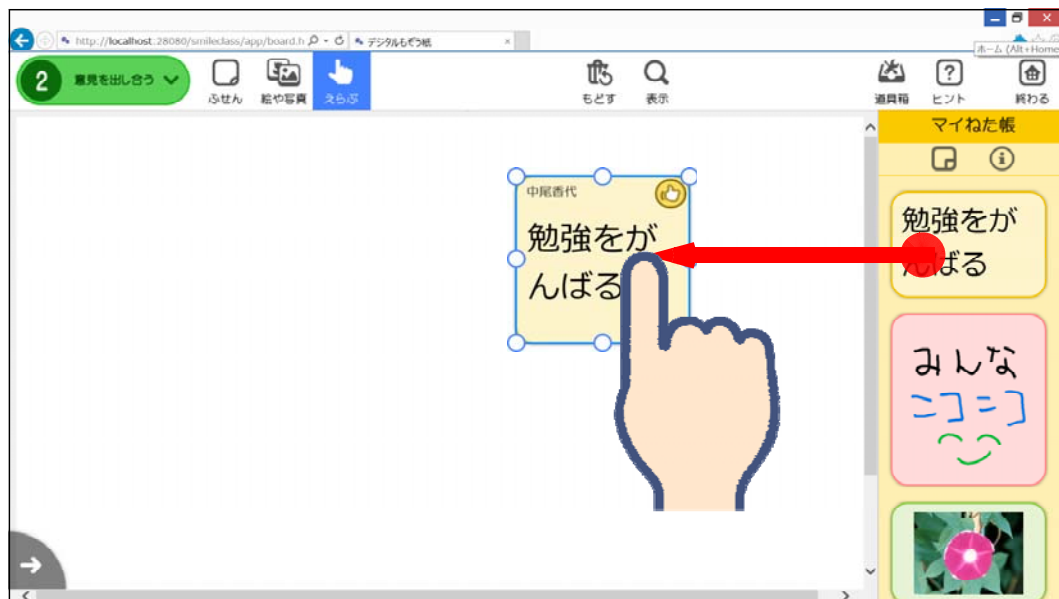 http://localhost:28080/smileclass/app/board.h
デジタルもぞう紙
ホーム (Alt+Home
2 意見を出し合う
ふせん
絵や写真
えらぶ
もどす
表示
道具箱
ヒント
終わる
マイねた帳
中尾香代
勉強をが
んばる
勉強をが
んばる
みんな
ニコニコ